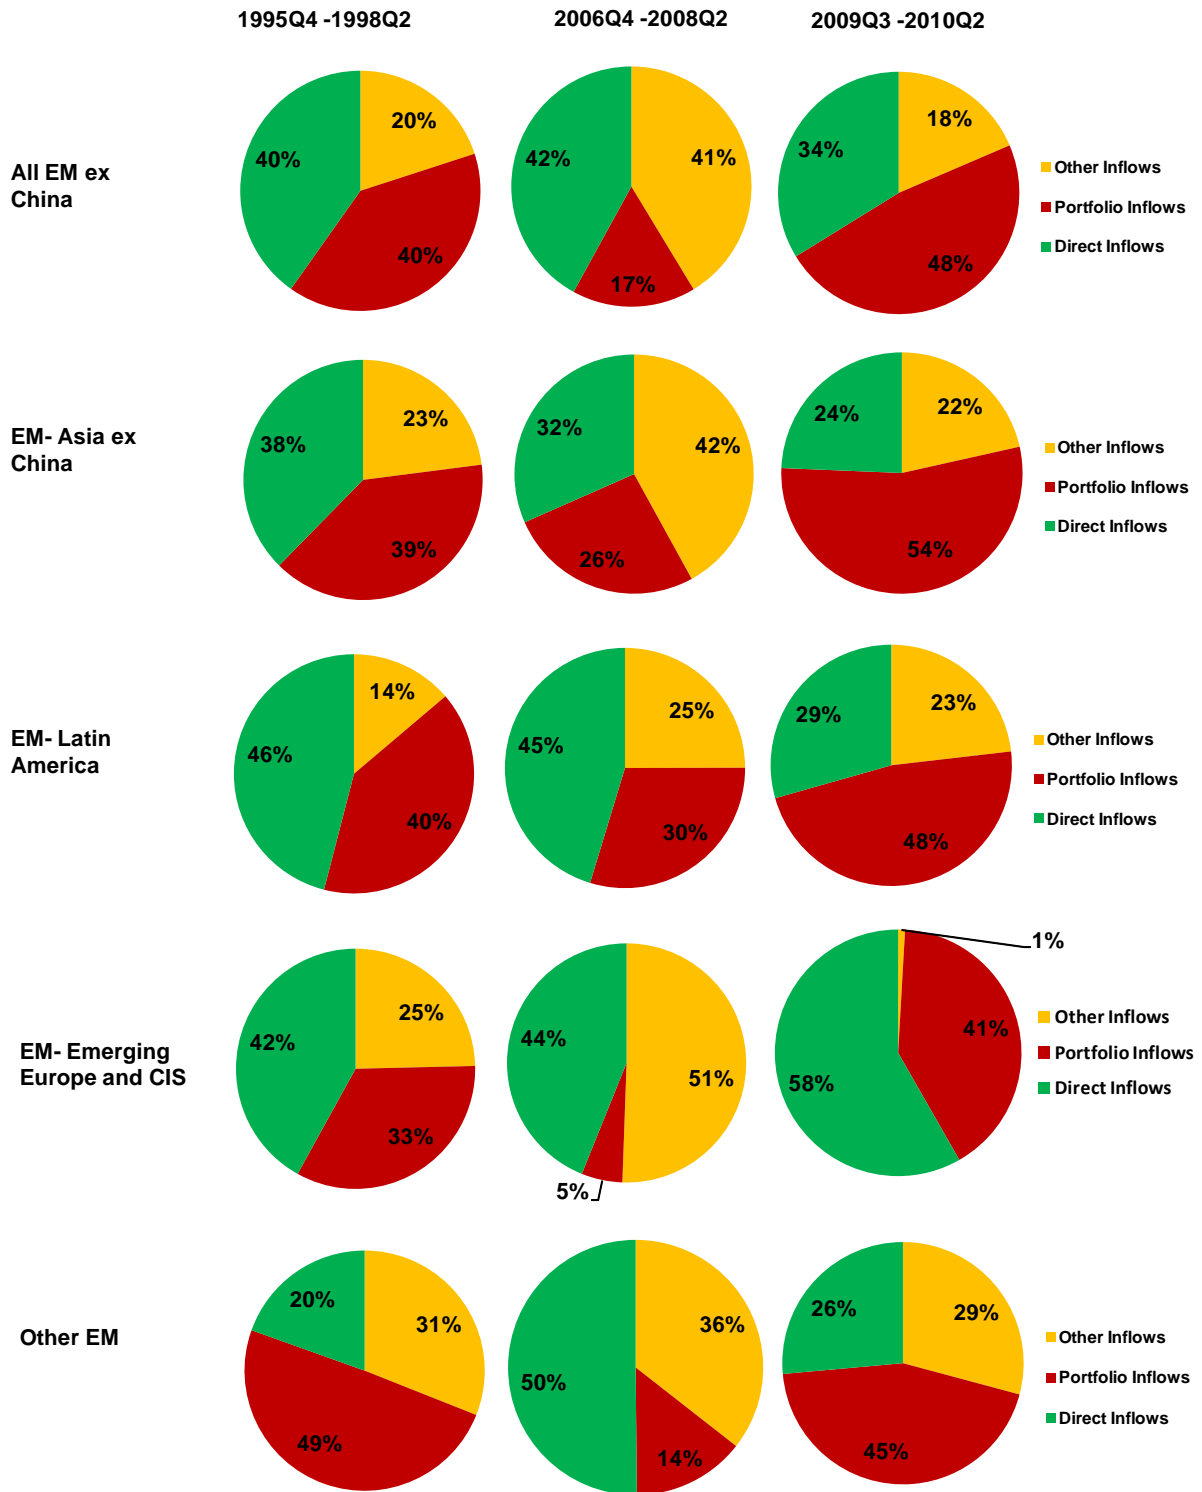 1995Q4 -1998Q2
2006Q4 -2008Q2
2009Q3 -2010Q2
All EM ex
China
20%
40%
40%
41%
17%
42%
18%
48%
34%
Other Inflows
Portfolio Inflows
Direct Inflows
EM- Asia ex
China
23%
39%
38%
42%
26%
32%
22%
54%
24%
Other Inflows
Portfolio Inflows
Direct Inflows
EM- Latin
America
14%
40%
46%
25%
30%
45%
23%
48%
29%
Other Inflows
Portfolio Inflows
Direct Inflows
EM- Emerging
Europe and CIS
25%
33%
42%
51%
5%
44%
1%
41%
58%
Other Inflows
Portfolio Inflows
Direct Inflows
Other EM
31%
49%
20%
36%
14%
50%
29%
45%
26%
Other Inflows
Portfolio Inflows
Direct Inflows